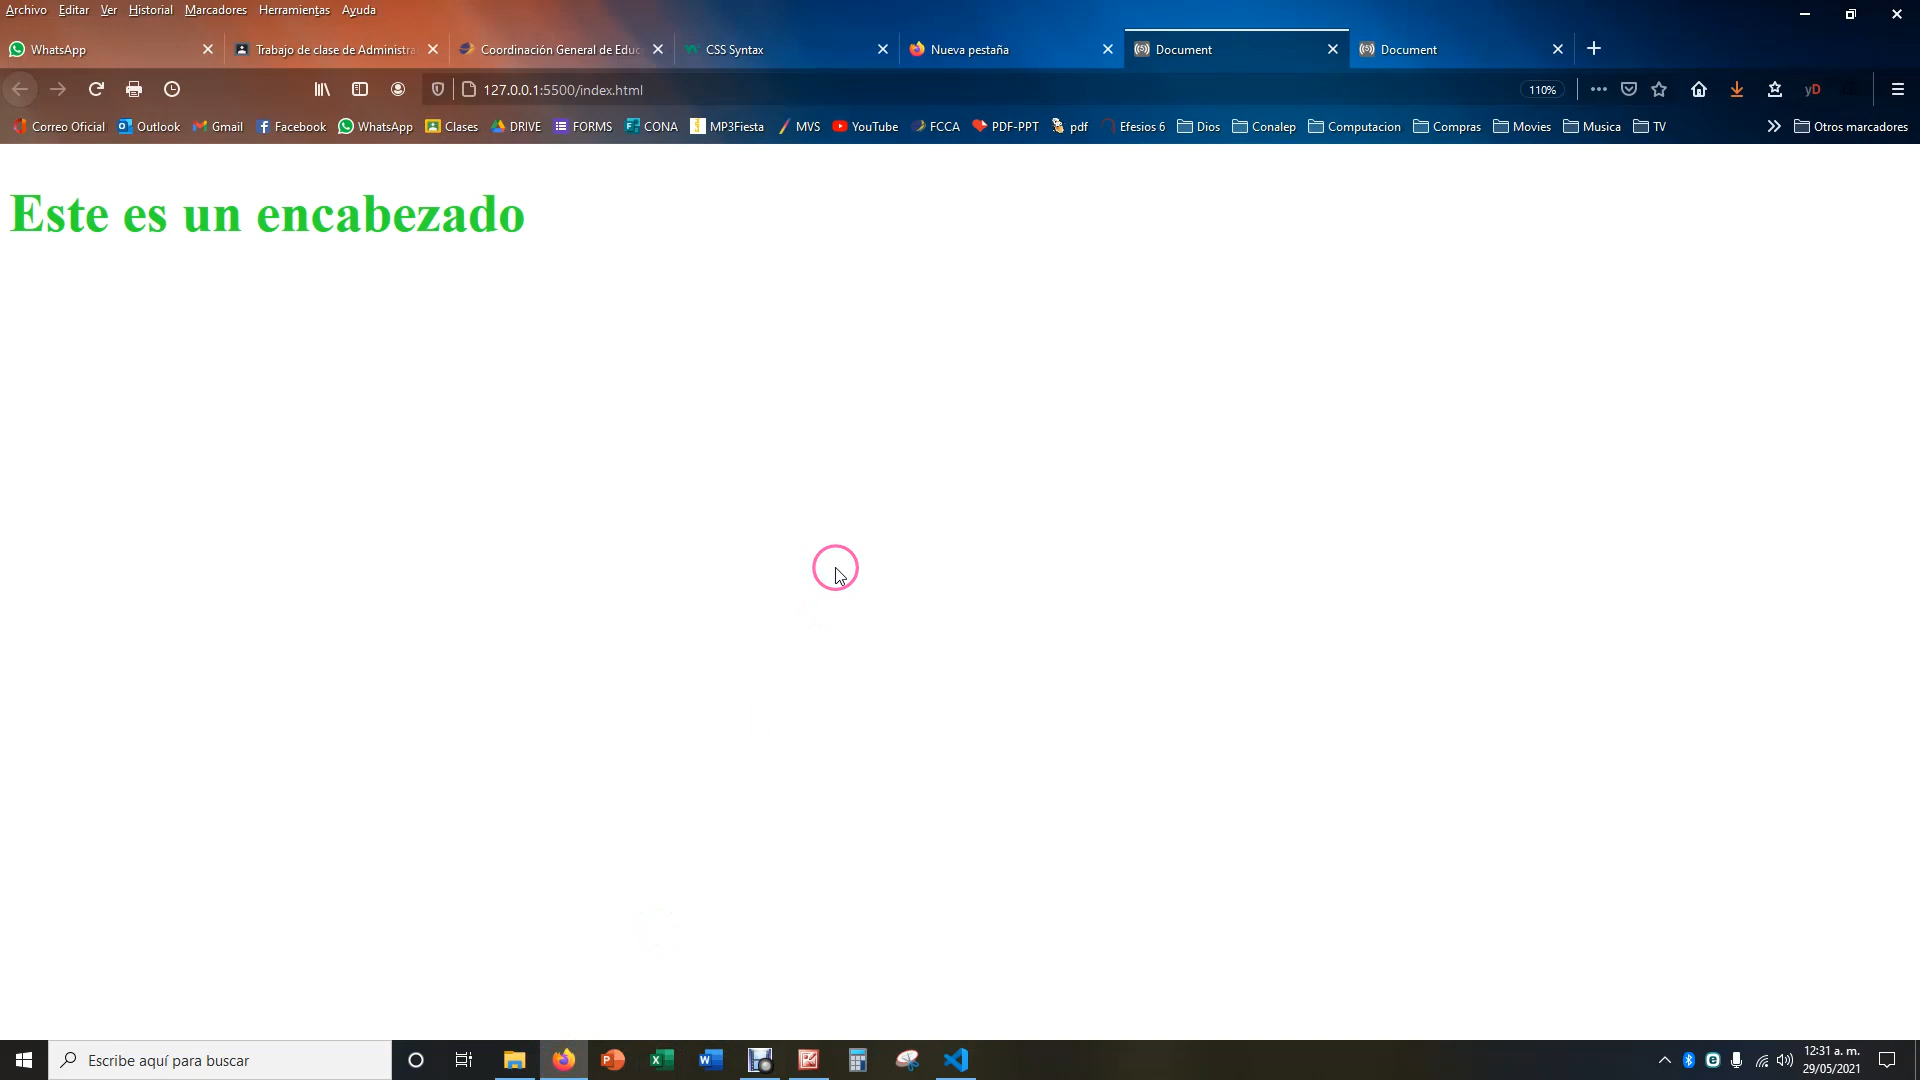 Archivo Editar Ver Historial Marcadores Herramientas Ayuda
WhatsApp Trabajo de clase de Administra Coordinación General de Educ CSS Syntax Nueva pestaña Document Document
127.0.0.1:5500/index.html 110% yD
Correo Oficial Outlook Gmail Facebook WhatsApp Clases DRIVE FORMS CONA MP3Fiesta MVS YouTube FCCA PDF-PPT pdf Efesios 6 Dios Conalep Computacion Compras Movies Musica TV Otros marcadores
Este es un encabezado
Escribe aquí para buscar
12:31 a. m.
29/05/2021